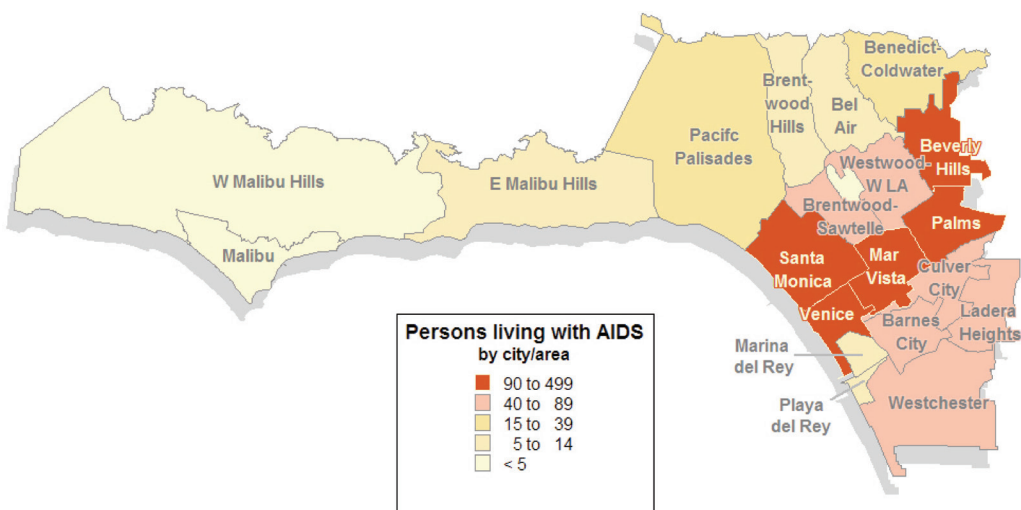 Benedict-
Coldwater
Brent-
wood
Hills
Bel
Air
Pacifc
Palisades
Beverly
Hills
Westwood-
W LA
W Malibu Hills
E Malibu Hills
Brentwood-
Sawtelle
Palms
Malibu
Santa
Monica
Mar
Vista
Culver
City
Venice
Barnes
City
Ladera
Heights
Marina
del Rey
Playa
del Rey
Westchester
Persons living with AIDS
by city/area
90 to 499
40 to 89
15 to 39
5 to 14
< 5